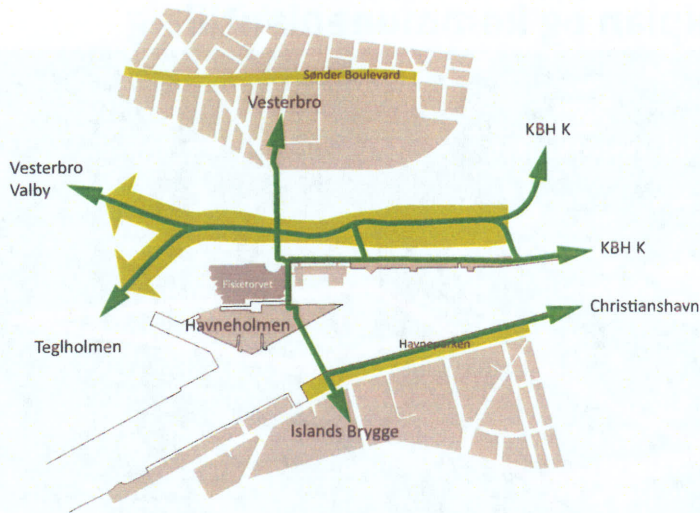 Sønder Boulevard
Vesterbro
KBH K
Vesterbro
Valby
KBH K
Fisketorvet
Christianshavn
Havneholmen
Teglholmen
Havneparken
Islands Brygge